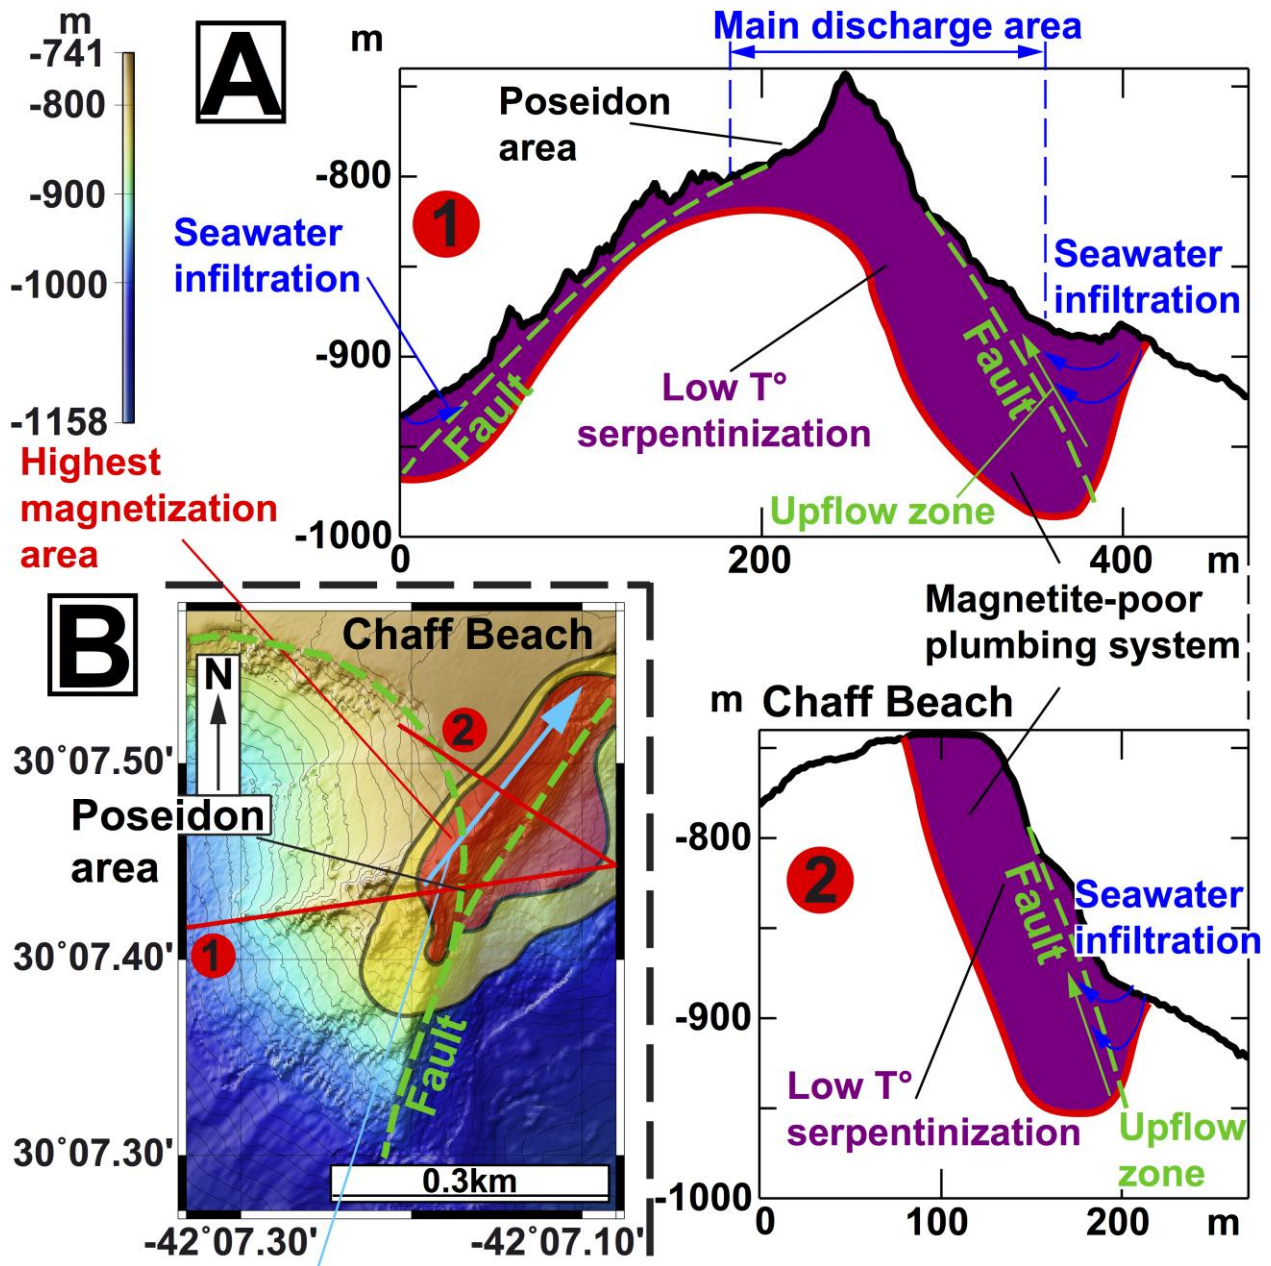 m
-741
-800
-900
-1000
-1158
A
m
Main discharge area
Poseidon
area
-800
-900
-1000
1
Seawater
infiltration
Seawater
infiltration
Fault
Fault
Low T°
serpentinization
Upflow zone
0
200
400
m
Highest
magnetization
area
Magnetite-poor
plumbing system
B
Chaff Beach
N
2
30°07.50'
Poseidon
area
30°07.40'
1
Fault
30°07.30'
0.3km
-42°07.30'
-42°07.10'
m
Chaff Beach
-800
-900
-1000
2
Fault
Seawater
infiltration
Low T°
serpentinization
Upflow
zone
0
100
200
m